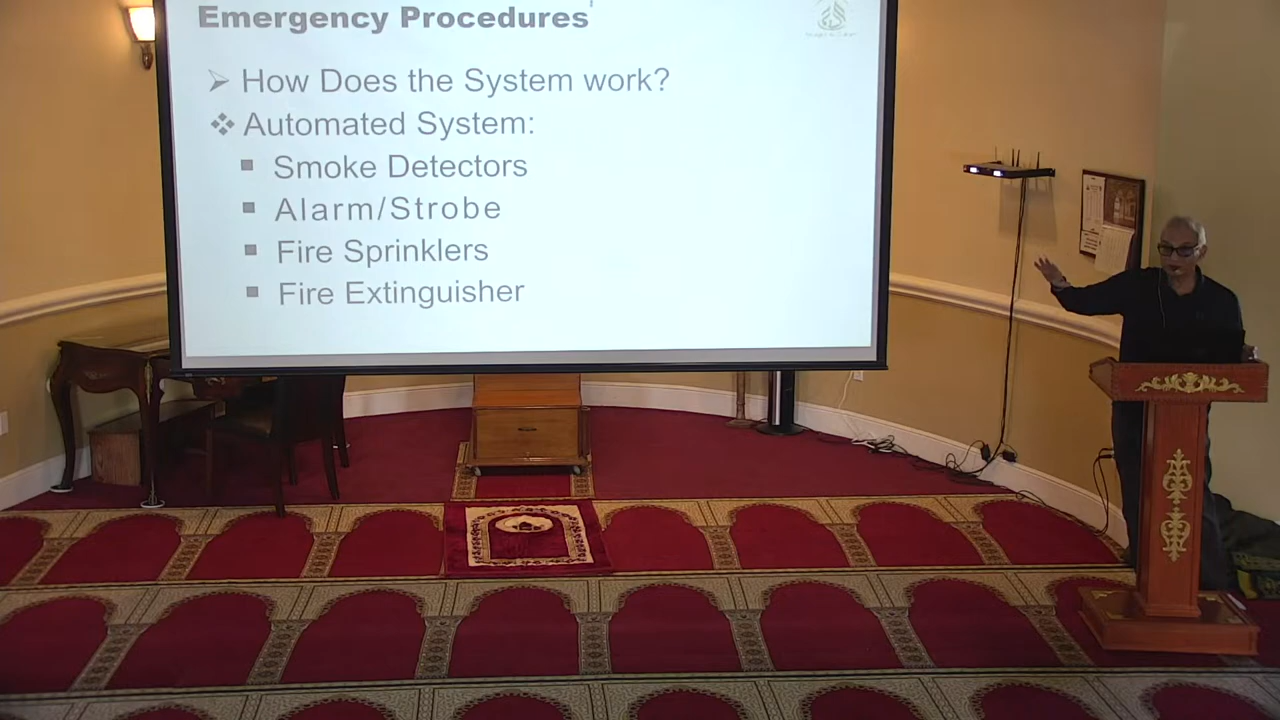 Emergency Procedures
How Does the System work?
Automated System:
Smoke Detectors
Alarm/Strobe
Fire Sprinklers
Fire Extinguisher